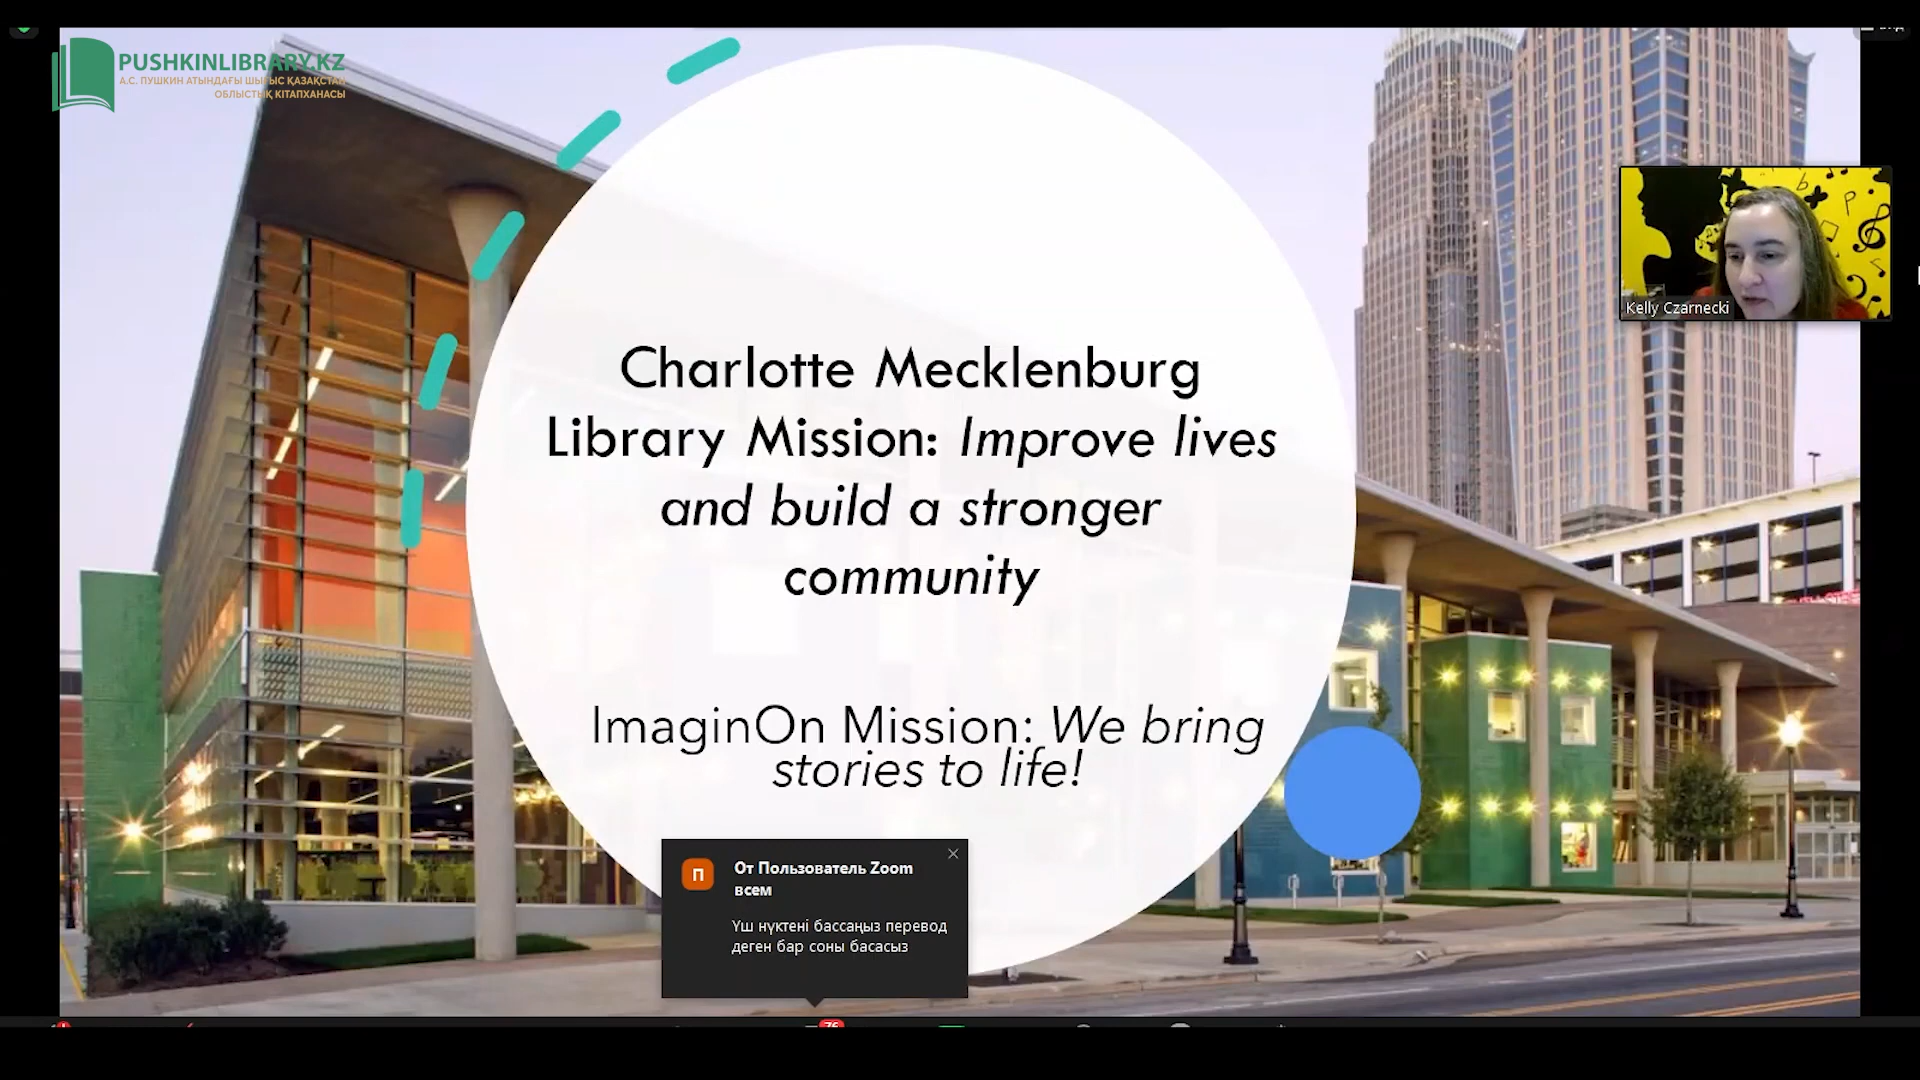 PUSHKINLIBRARY.KZ
А.С. ПУШКИН АТЫНДАҒЫ ШЫҒЫС ҚАЗАҚСТАН
ОБЛЫСТЫҚ КІТАПХАНАСЫ
Charlotte Mecklenburg
Library Mission: Improve lives
and build a stronger
community
ImaginOn Mission: We bring
stories to life!
Kelly Czarnecki
П
От Пользователь Zoom
всем
Үш нүктені бассаңыз перевод
деген бар соны басасыз